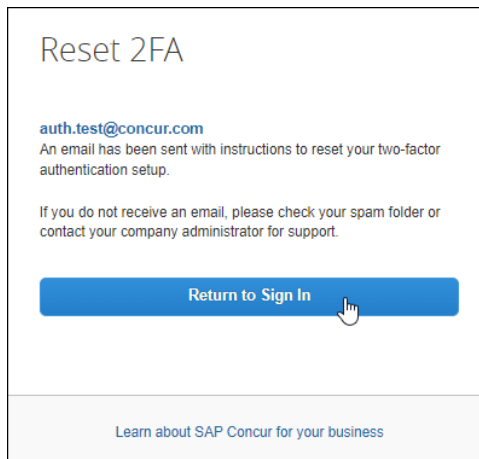 Reset 2FA
auth.test@concur.com
An email has been sent with instructions to reset your two-factor
authentication setup.
If you do not receive an email, please check your spam folder or
contact your company administrator for support.
Return to Sign In
Learn about SAP Concur for your business